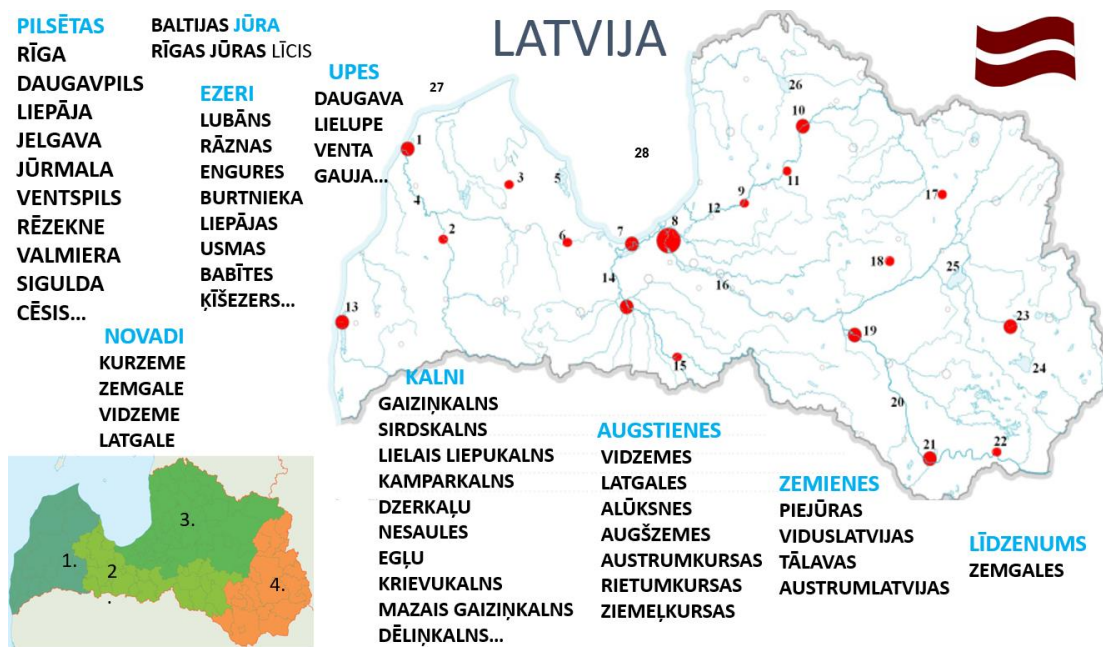 LATVIJA
PILSĒTAS
RĪGA
DAUGAVPILS
LIEPĀJA
JELGAVA
JŪRMALA
VENTSPILS
RĒZEKNE
VALMIERA
SIGULDA
CĒSIS...
BALTIJAS JŪRA
RĪGAS JŪRAS LĪCIS
EZERI
LUBĀNS
RĀZNAS
ENGURES
BURTNIEKA
LIEPĀJAS
USMAS
BABĪTES
ĶĪŠEZERS...
UPES
DAUGAVA
LIELUPE
VENTA
GAUJA...
NOVADI
KURZEME
ZEMGALE
VIDZEME
LATGALE
KALNI
GAIZIŅKALNS
SIRDSKALNS
LIELAIS LIEPUKALNS
KAMPARKALNS
DZERKAĻU
NESAULES
EGĻU
KRIEVUKALNS
MAZAIS GAIZIŅKALNS
DĒLIŅKALNS...
AUGSTIENES
VIDZEMES
LATGALES
ALŪKSNES
AUGŠZEMES
AUSTRUMKURSAS
RIETUMKURSAS
ZIEMEĻKURSAS
ZEMIENES
PIEJŪRAS
VIDUSLATVIJAS
TĀLAVAS
AUSTRUMLATVIJAS
LĪDZENUMS
ZEMGALES
27
26
10
1
28
3
5
11
17
4
9
12
2
6
7
8
18
25
14
16
13
19
23
15
24
20
21
22
3.
1.
2
.
4.